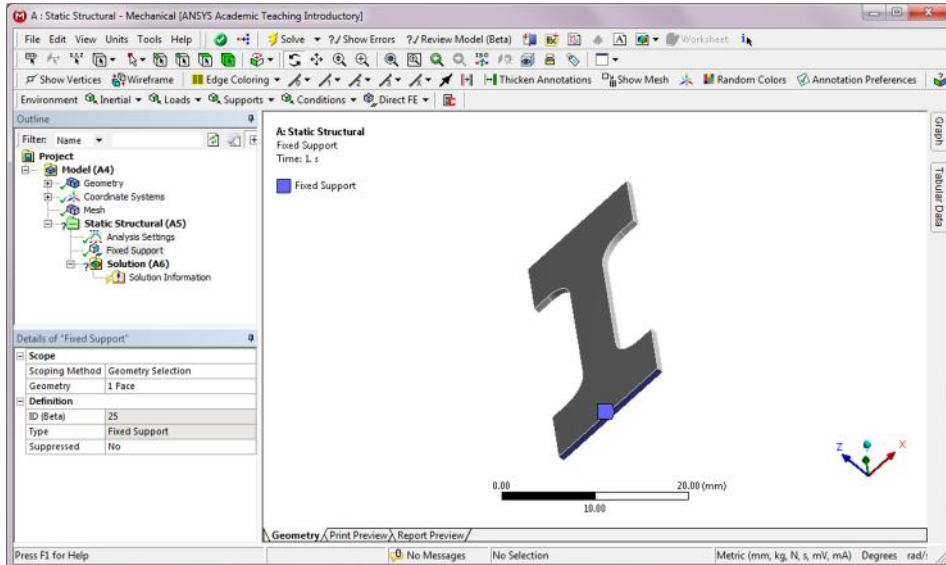 A : Static Structural - Mechanical [ANSYS Academic Teaching Introductory]
File Edit View Units Tools Help Solve ?/ Show Errors ?/ Review Model (Beta) A Worksheet
Show Vertices Wireframe Edge Coloring Thicken Annotations Show Mesh Random Colors Annotation Preferences
Environment Inertial Loads Supports Conditions Direct FE
Outline
Filter: Name
Project
Model (A4)
Geometry
Coordinate Systems
Mesh
Static Structural (A5)
Analysis Settings
Fixed Support
Solution (A6)
Solution Information
Details of "Fixed Support"
Scope
Scoping Method Geometry Selection
Geometry 1 Face
Definition
ID (Beta) 25
Type Fixed Support
Suppressed No
A: Static Structural
Fixed Support
Time: 1. s
Fixed Support
Z X
0.00 20.00 (mm)
10.00
Geometry Print Preview Report Preview
Graph
Tabular Data
Press F1 for Help 0 No Messages No Selection Metric (mm, kg, N, s, mV, mA) Degrees rad/